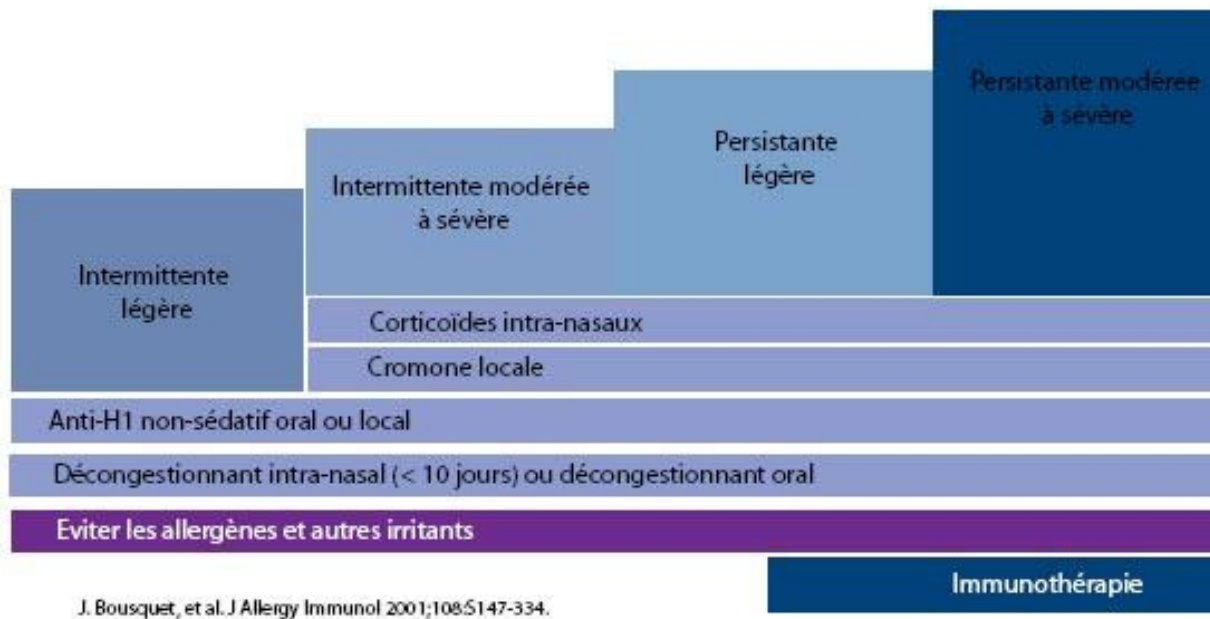 Persistante modérée
à sévère
Persistante
légère
Intermittente modérée
à sévère
Intermittente
légère
Corticoïdes intra-nasaux
Cromone locale
Anti-H1 non-sédatif oral ou local
Décongestionnant intra-nasal (< 10 jours) ou décongestionnant oral
Eviter les allergènes et autres irritants
Immunothérapie
J. Bousquet, et al. J Allergy Immunol 2001;108:S147-334.